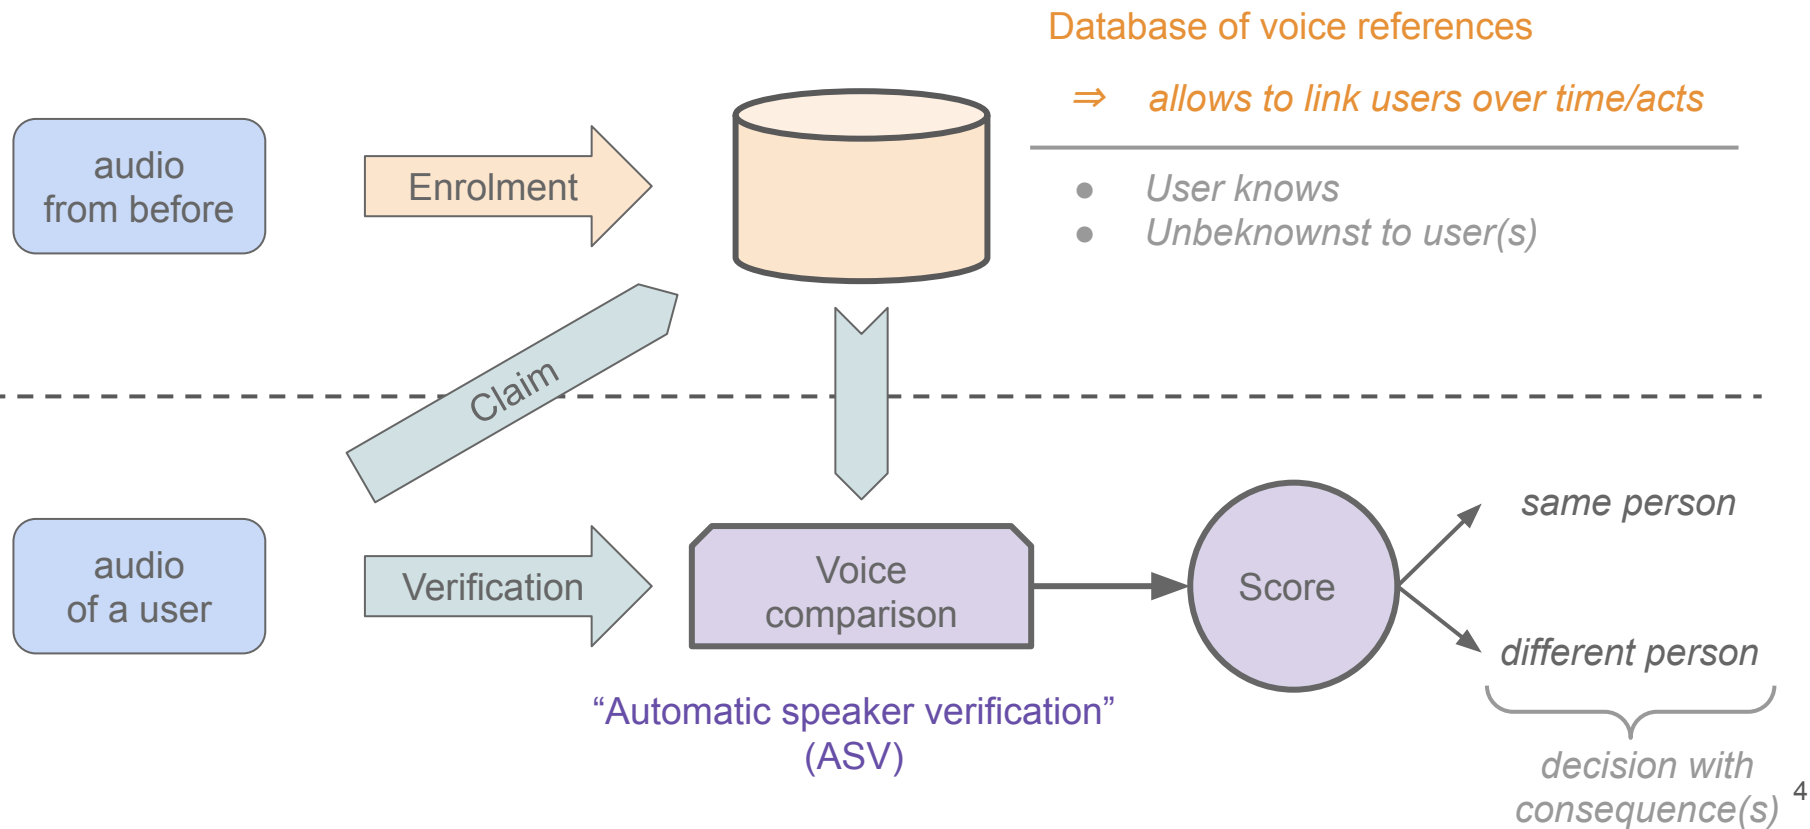 Database of voice references
⇒ allows to link users over time/acts
● User knows
● Unbeknownst to user(s)
audio
from before
Enrolment
Claim
audio
of a user
Verification
Voice
comparison
Score
same person
different person
“Automatic speaker verification”
(ASV)
decision with
consequence(s)
4